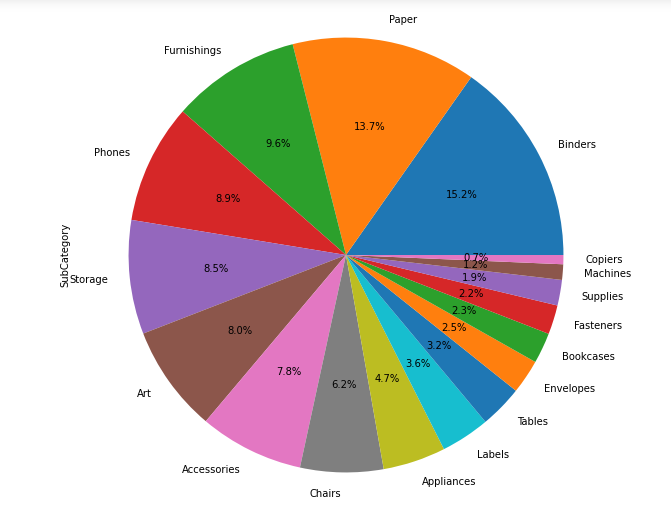 Paper
Furnishings
13.7%
9.6%
Binders
Phones
15.2%
8.9%
SubCategory
Storage
8.5%
0.7%
Copiers
1.2%
Machines
1.9%
Supplies
2.2%
Fasteners
2.3%
Bookcases
2.5%
Envelopes
3.2%
Tables
3.6%
Labels
8.0%
Art
7.8%
6.2%
4.7%
Accessories
Chairs
Appliances